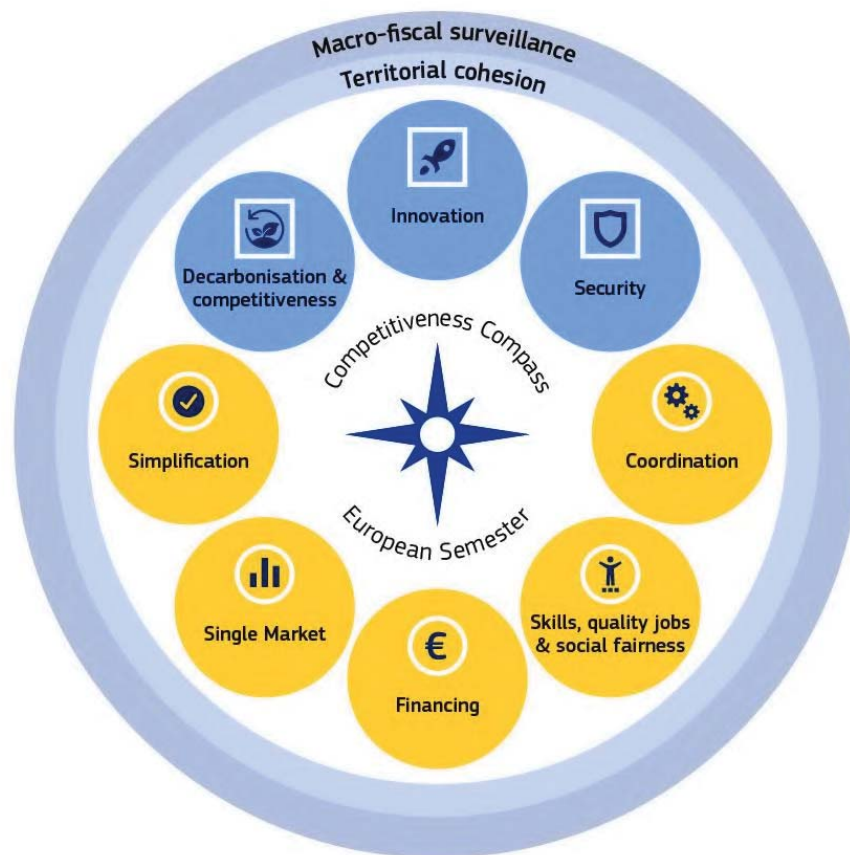 Macro-fiscal surveillance
Territorial cohesion
Innovation
Decarbonisation &
competitiveness
Security
Competitiveness Compass
Simplification
Coordination
European Semester
Single Market
Skills, quality jobs
& social fairness
€
Financing